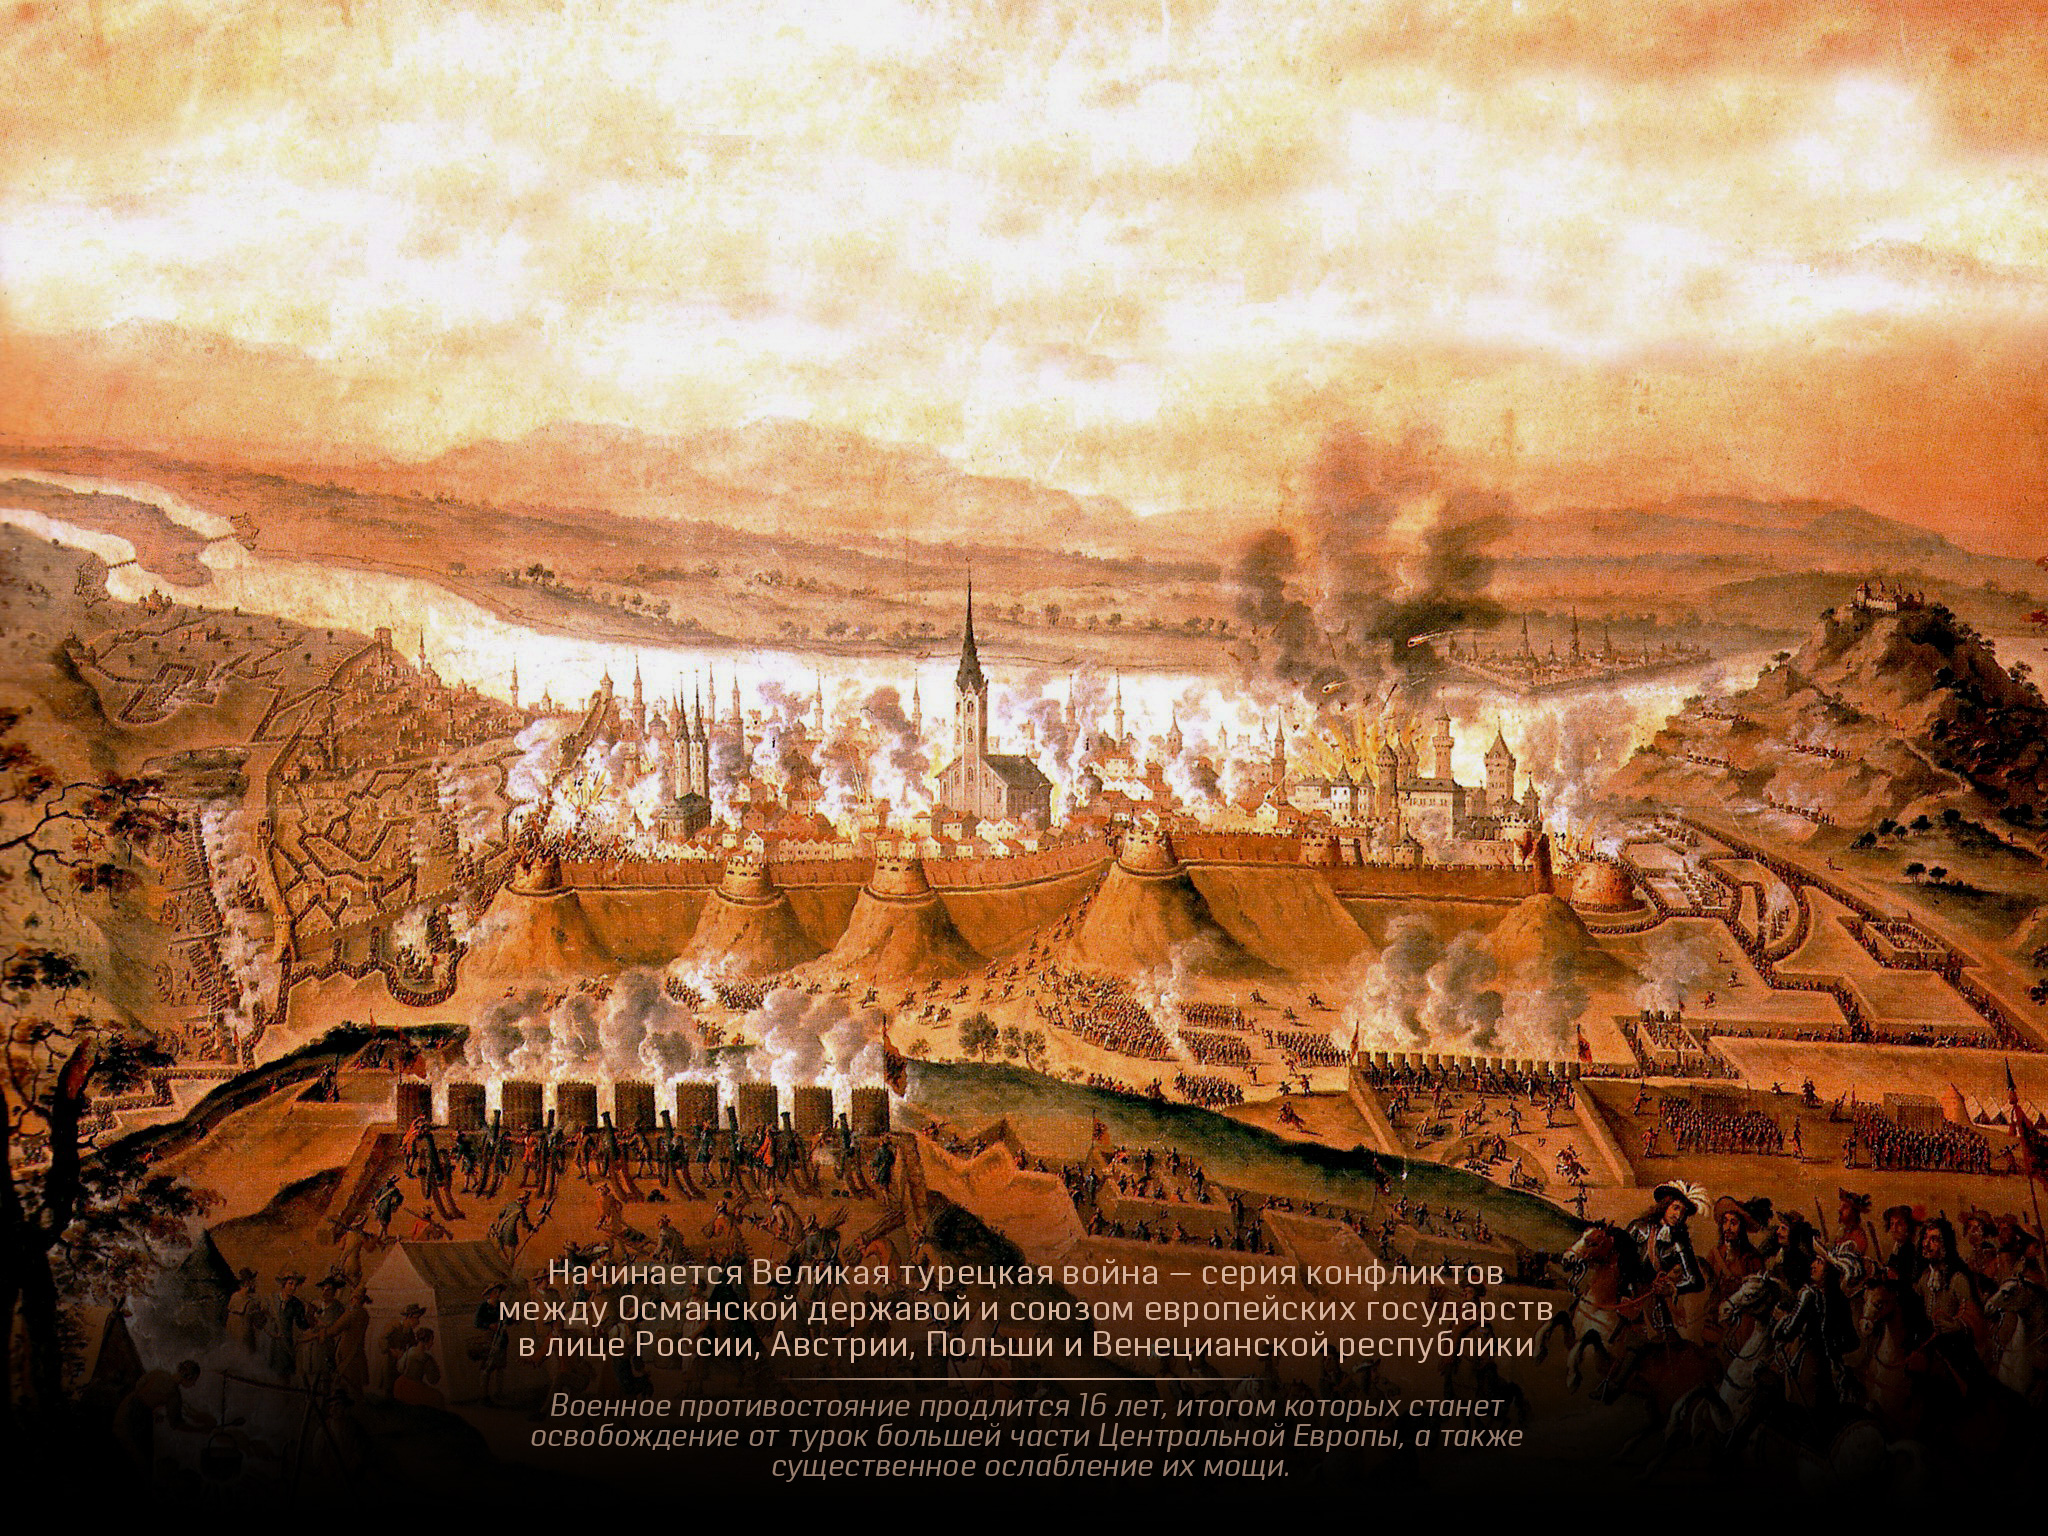 Начинается Великая турецкая война – серия конфликтов
между Османской державой и союзом европейских государств
в лице России, Австрии, Польши и Венецианской республики
Военное противостояние продлится 16 лет, итогом которых станет
освобождение от турок большей части Центральной Европы, а также
существенное ослабление их мощи.